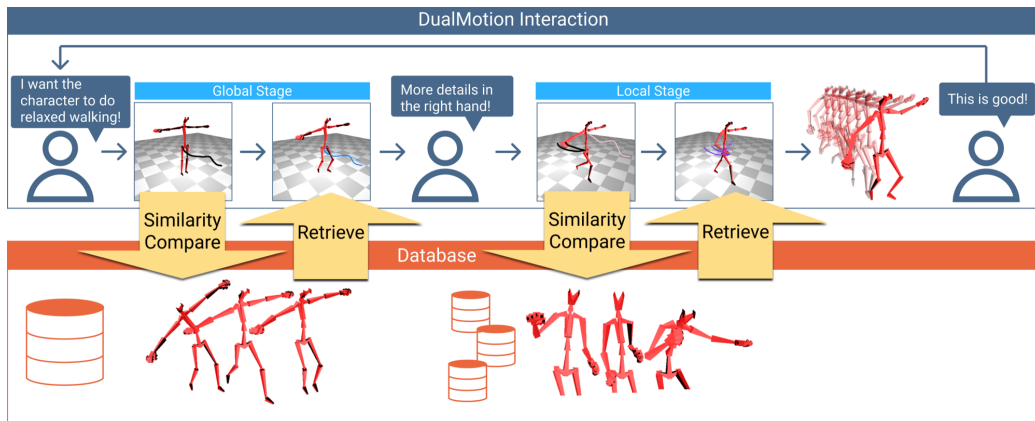 DualMotion Interaction
I want the
character to do
relaxed walking!
Global Stage
More details in
the right hand!
Local Stage
This is good!
Similarity
Compare
Retrieve
Similarity
Compare
Retrieve
Database